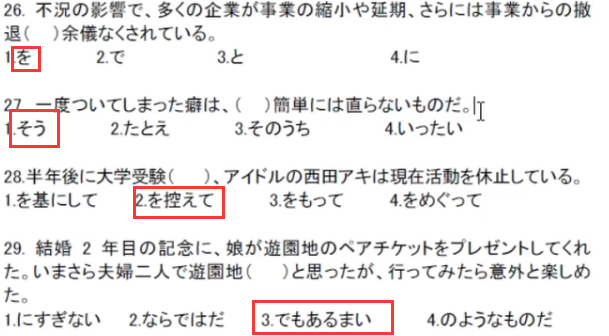 26. 不況の影響で、多くの企業が事業の縮小や延期、さらには事業からの撤
退(　)余儀なくされている。
1.を 2.で 3.と 4.に
27 一度ついてしまった癖は、(　)簡単には直らないものだ。
1.そう 2.たとえ 3.そのうち 4.いったい
28.半年後に大学受験(　)、アイドルの西田アキは現在活動を休止している。
1.を基にして 2.を控えて 3.をもって 4.をめぐって
29. 結婚 2 年目の記念に、娘が遊園地のペアチケットをプレゼントしてくれ
た。いまさら夫婦二人で遊園地(　)と思ったが、行ってみたら意外と楽しめ
た。
1.にすぎない 2.ならではだ 3.でもあるまい 4.のようなものだ